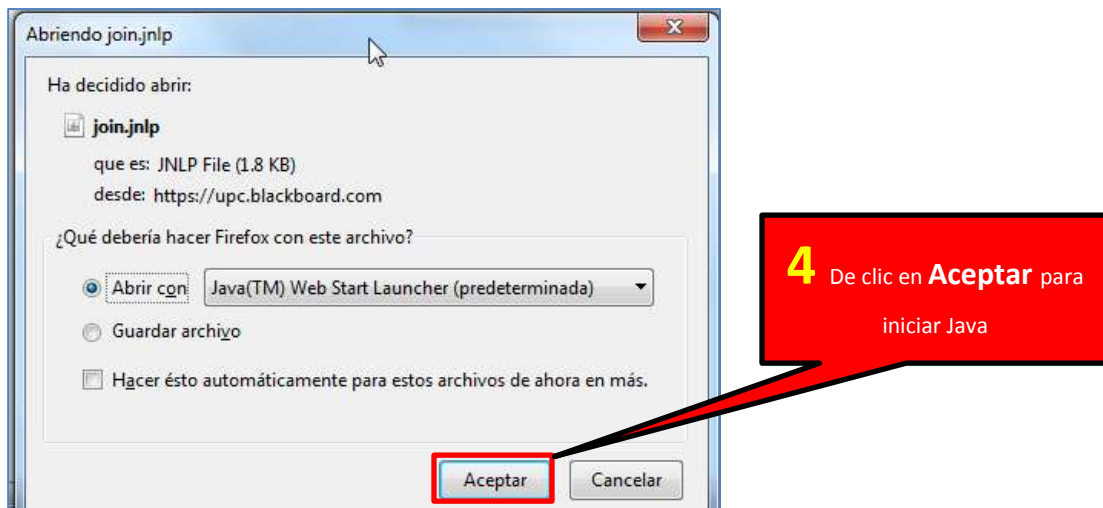 Abriendo join.jnlp
Ha decidido abrir:
join.jnlp
que es: JNLP File (1.8 KB)
desde: https://upc.blackboard.com
¿Qué debería hacer Firefox con este archivo?
Abrir con Java(TM) Web Start Launcher (predeterminada)
Guardar archivo
Hacer ésto automáticamente para estos archivos de ahora en más.
Aceptar Cancelar
4 De clic en Aceptar para
iniciar Java